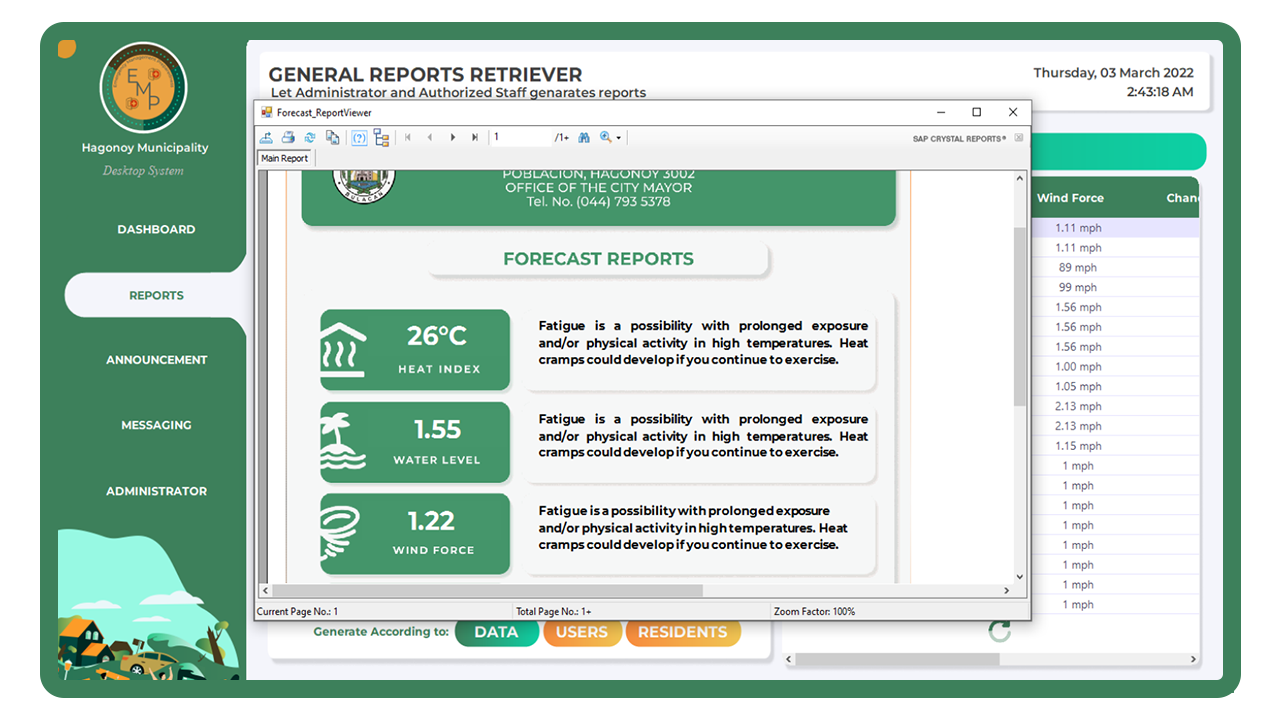 EMP
Hagonoy Municipality
Desktop System
DASHBOARD
REPORTS
ANNOUNCEMENT
MESSAGING
ADMINISTRATOR
GENERAL REPORTS RETRIEVER
Let Administrator and Authorized Staff genarates reports
Thursday, 03 March 2022
2:43:18 AM
Forecast_ReportViewer
1 /1+
SAP CRYSTAL REPORTS®
Main Report
BULACAN
POBLACION, HAGONOY 3002
OFFICE OF THE CITY MAYOR
Tel. No. (044) 793 5378
FORECAST REPORTS
26°C
HEAT INDEX
Fatigue is a possibility with prolonged exposure
and/or physical activity in high temperatures. Heat
cramps could develop if you continue to exercise.
1.55
WATER LEVEL
Fatigue is a possibility with prolonged exposure
and/or physical activity in high temperatures. Heat
cramps could develop if you continue to exercise.
1.22
WIND FORCE
Fatigue is a possibility with prolonged exposure
and/or physical activity in high temperatures. Heat
cramps could develop if you continue to exercise.
Current Page No.: 1
Total Page No.: 1+
Zoom Factor: 100%
Wind Force Chan
1.11 mph
1.11 mph
89 mph
99 mph
1.56 mph
1.56 mph
1.56 mph
1.00 mph
1.05 mph
2.13 mph
2.13 mph
1.15 mph
1 mph
1 mph
1 mph
1 mph
1 mph
1 mph
1 mph
1 mph
Generate According to: DATA USERS RESIDENTS